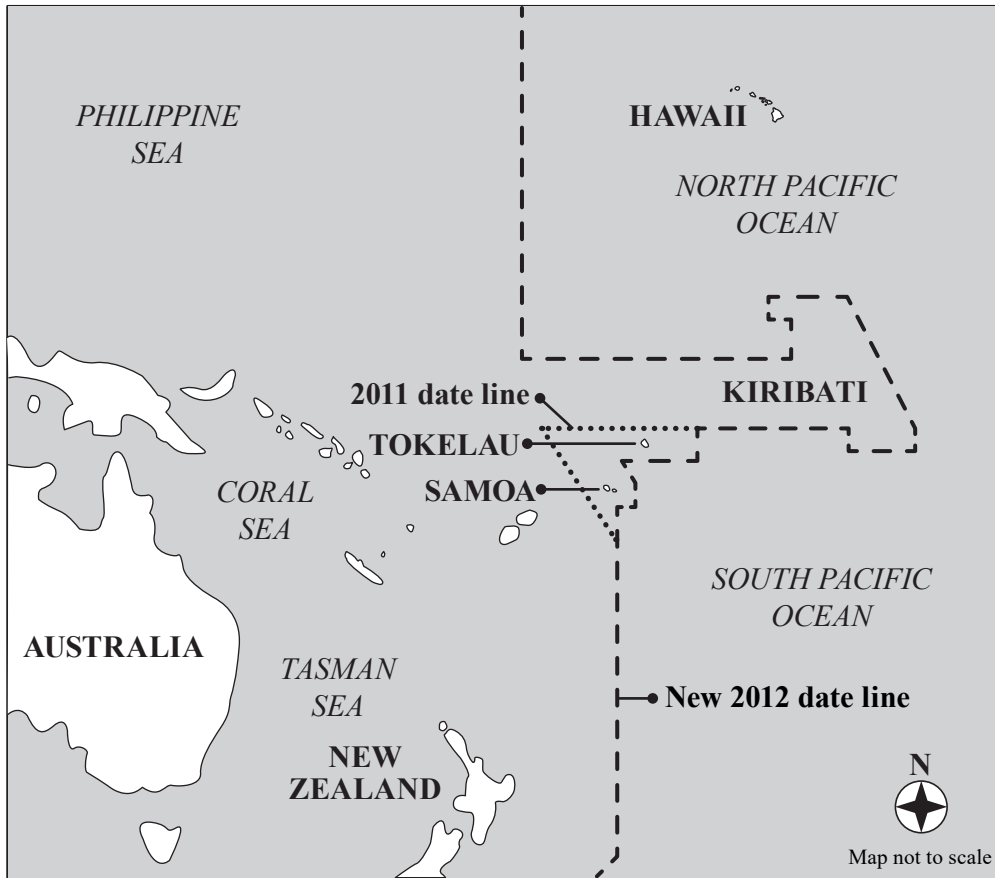 PHILIPPINE
SEA
HAWAII
NORTH PACIFIC
OCEAN
KIRIBATI
2011 date line
TOKELAU
SAMOA
CORAL
SEA
SOUTH PACIFIC
OCEAN
AUSTRALIA
TASMAN
SEA
New 2012 date line
NEW
ZEALAND
N
Map not to scale